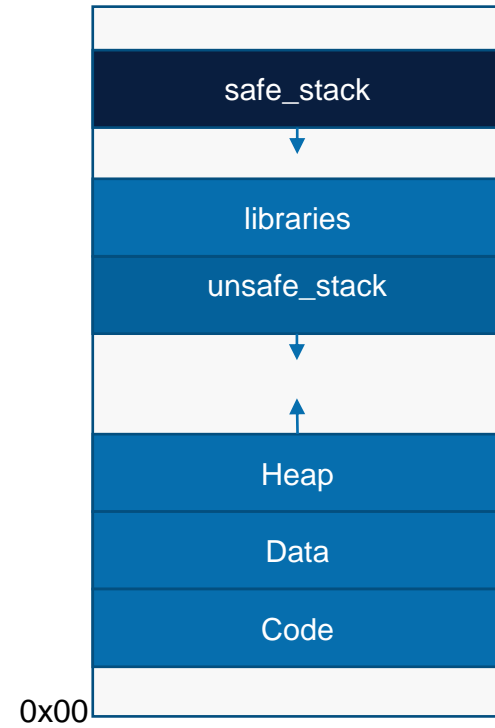 safe_stack
libraries
unsafe_stack
Heap
Data
Code
0x00